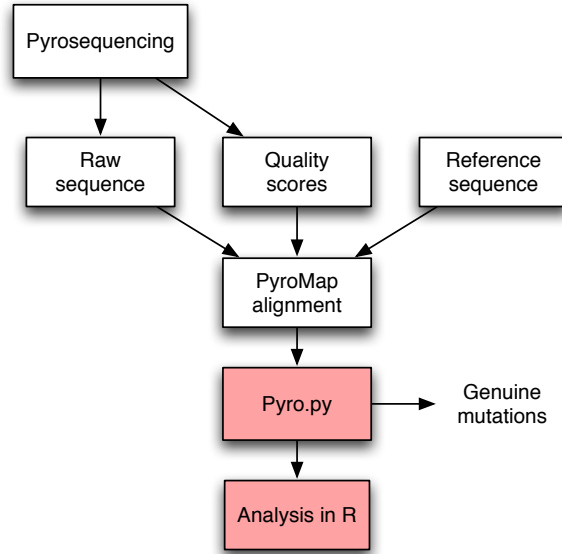 Pyrosequencing
Raw
sequence
Quality
scores
Reference
sequence
PyroMap
alignment
Pyro.py
Genuine
mutations
Analysis in R